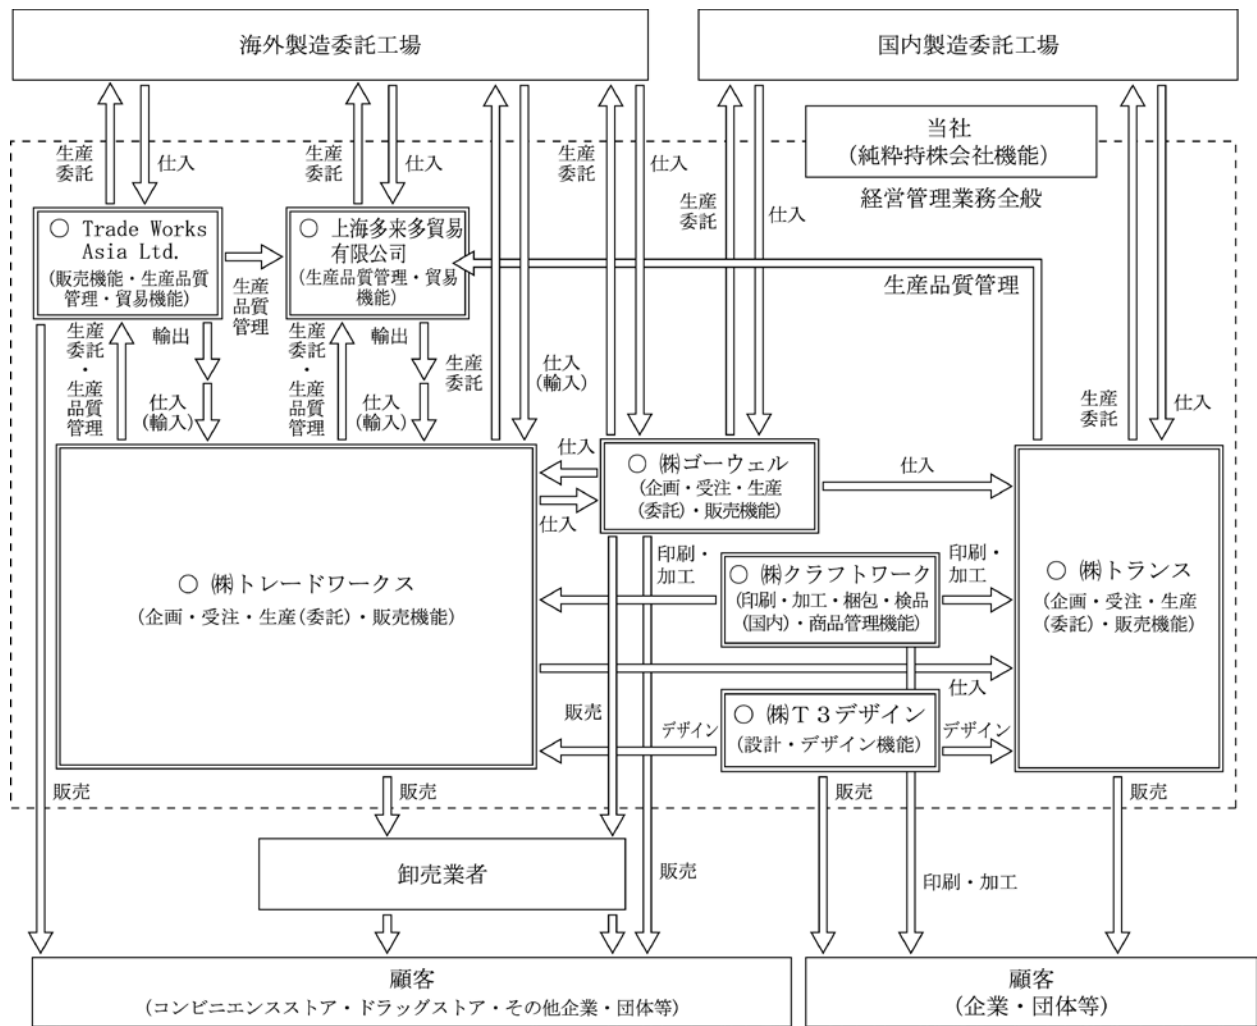 海外製造委託工場
国内製造委託工場
当社
(純粋持株会社機能)
経営管理業務全般
生産
委託
仕入
生産
委託
仕入
生産
委託
仕入
生産
委託
仕入
○ Trade Works
Asia Ltd.
(販売機能・生産品質
管理・貿易機能)
生産
品質
管理
○ 上海多来多貿易
有限公司
(生産品質管理・貿易
機能)
生産品質管理
生産
委託
・
生産
品質
管理
輸出
仕入
(輸入)
生産
委託
・
生産
品質
管理
輸出
仕入
(輸入)
生産
委託
仕入
(輸入)
生産
委託
仕入
仕入
仕入
○ ㈱ゴーウェル
(企画・受注・生産
(委託)・販売機能)
仕入
○ ㈱トレードワークス
(企画・受注・生産(委託)・販売機能)
印刷・
加工
○ ㈱クラフトワーク
(印刷・加工・梱包・検品
(国内)・商品管理機能)
印刷・
加工
○ ㈱トランス
(企画・受注・生産
(委託)・販売機能)
仕入
販売
デザイン
○ ㈱T3デザイン
(設計・デザイン機能)
デザイン
販売
販売
販売
販売
卸売業者
販売
印刷・加工
顧客
(コンビニエンスストア・ドラッグストア・その他企業・団体等)
顧客
(企業・団体等)